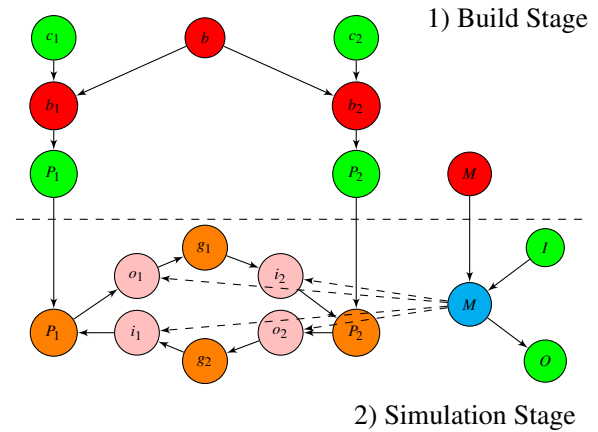 1) Build Stage
c₁ b c₂
b₁ b₂
P₁ P₂ M
g₁ I
o₁ i₂
M
P₁ i₁ o₂ P₂
g₂ O
2) Simulation Stage